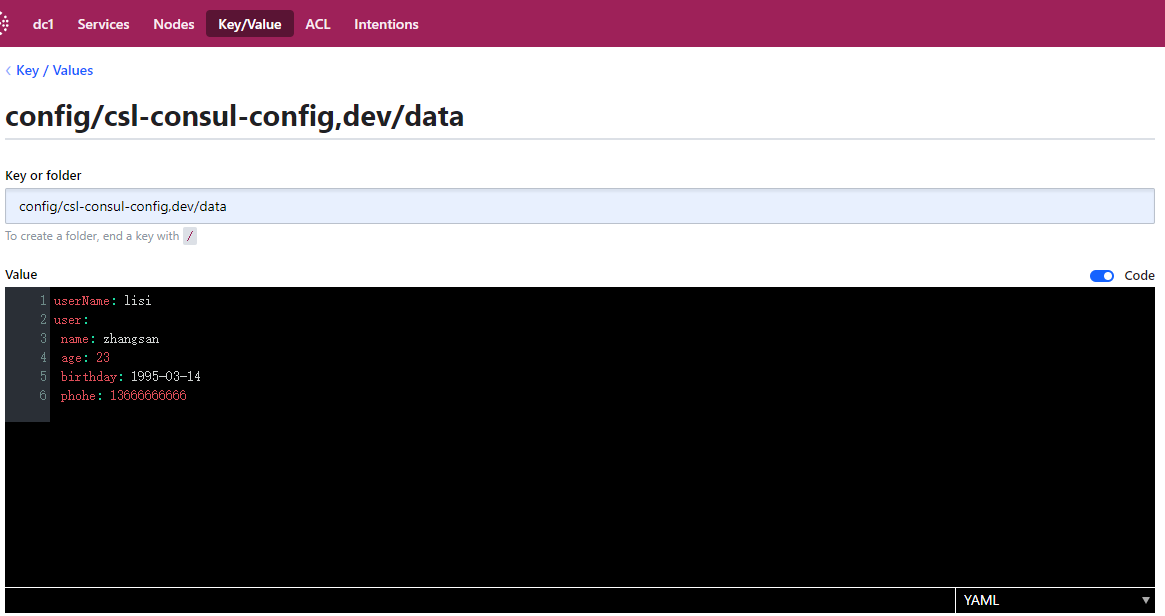 dc1 Services Nodes Key/Value ACL Intentions
‹ Key / Values
config/csl-consul-config,dev/data
Key or folder
config/csl-consul-config,dev/data
To create a folder, end a key with /
Value Code
1 userName: lisi
2 user:
3 name: zhangsan
4 age: 23
5 birthday: 1995-03-14
6 phohe: 13666666666
YAML